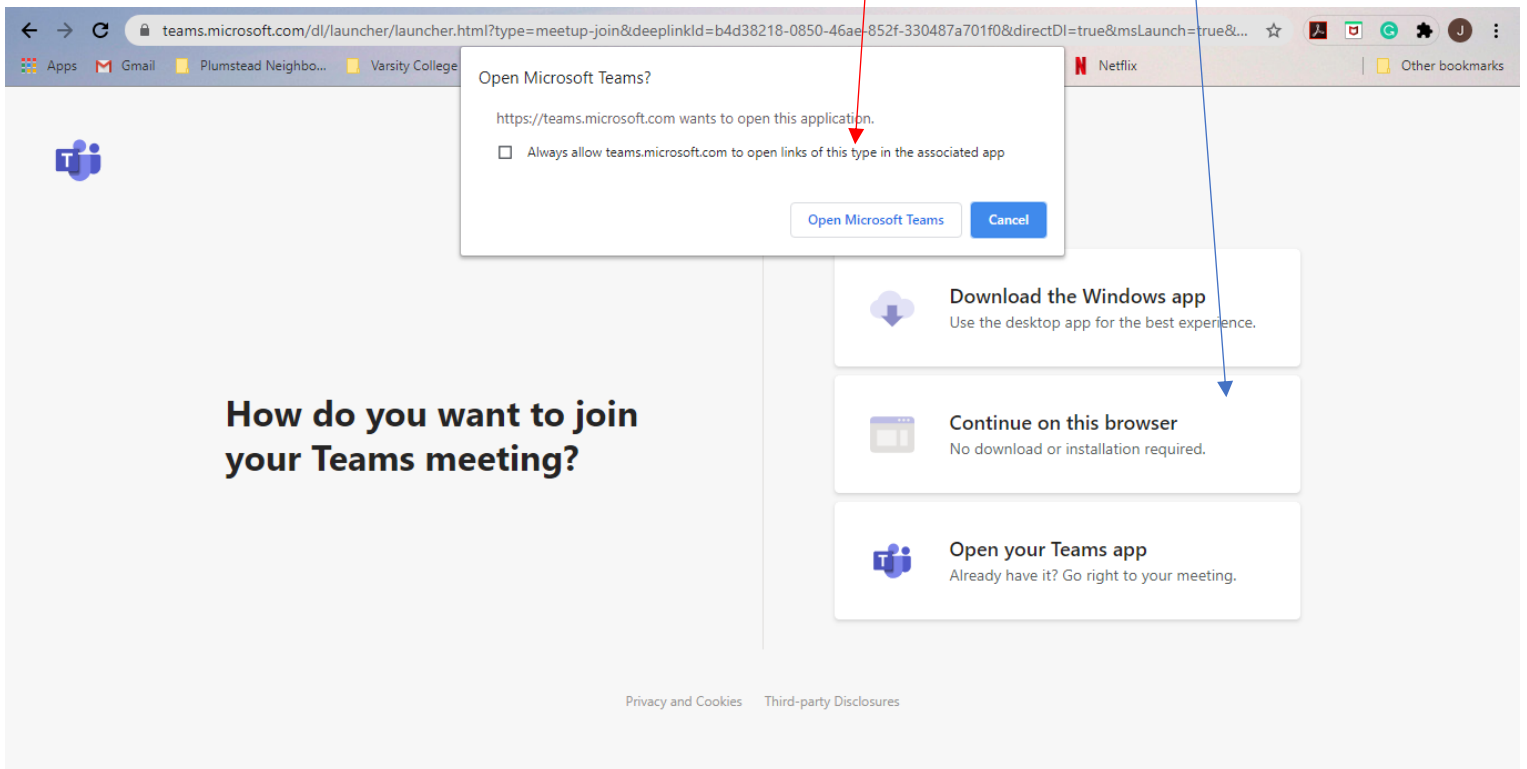 teams.microsoft.com/dl/launcher/launcher.html?type=meetup-join&deeplinkId=b4d38218-0850-46ae-852f-330487a701f0&directDl=true&msLaunch=true&...
J
Apps
Gmail
Plumstead Neighbo...
Varsity College
N Netflix
Other bookmarks
Open Microsoft Teams?
https://teams.microsoft.com wants to open this application.
Always allow teams.microsoft.com to open links of this type in the associated app
Open Microsoft Teams
Cancel
T
How do you want to join
your Teams meeting?
Download the Windows app
Use the desktop app for the best experience.
Continue on this browser
No download or installation required.
T
Open your Teams app
Already have it? Go right to your meeting.
Privacy and Cookies
Third-party Disclosures